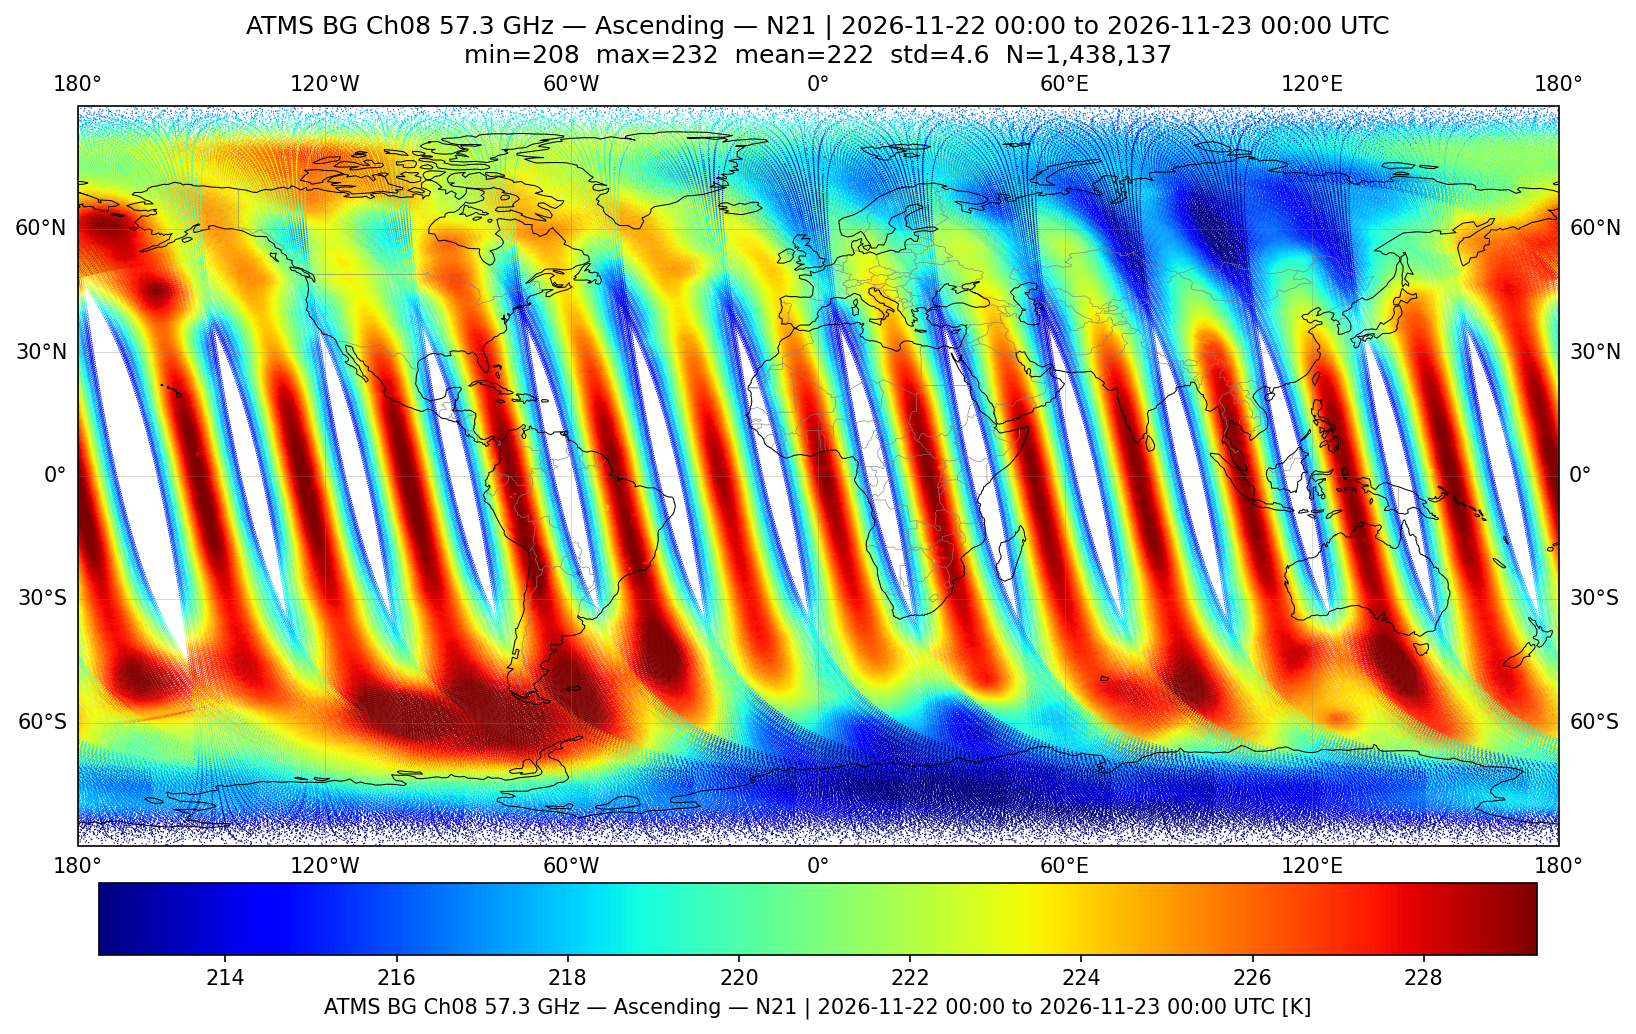 ATMS BG Ch08 57.3 GHz — Ascending — N21 | 2026-11-22 00:00 to 2026-11-23 00:00 UTC
min=208 max=232 mean=222 std=4.6 N=1,438,137
180° 120°W 60°W 0° 60°E 120°E 180°
60°N 60°N
30°N 30°N
0° 0°
30°S 30°S
60°S 60°S
180° 120°W 60°W 0° 60°E 120°E 180°
214 216 218 220 222 224 226 228
ATMS BG Ch08 57.3 GHz — Ascending — N21 | 2026-11-22 00:00 to 2026-11-23 00:00 UTC [K]